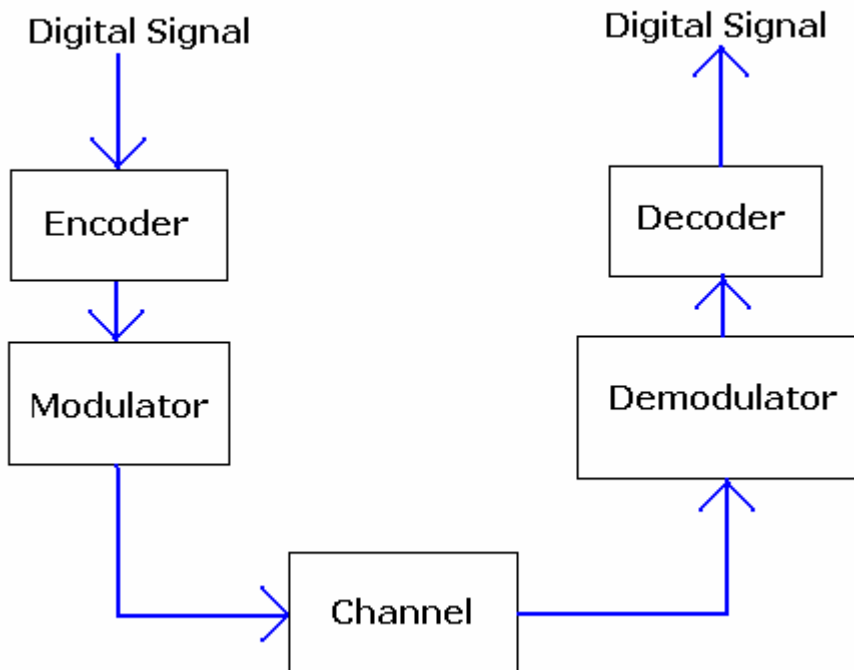 Digital Signal
Encoder
Modulator
Channel
Demodulator
Decoder
Digital Signal